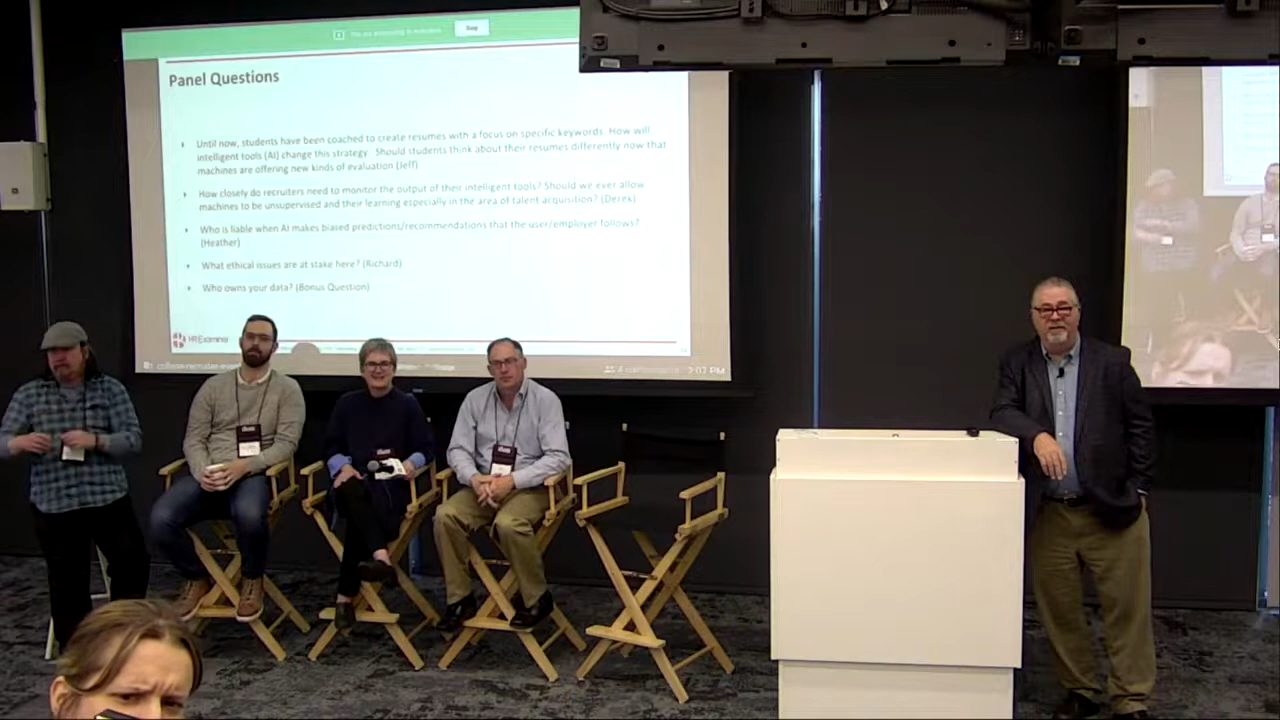 Stop
Panel Questions
Until now, students have been coached to create resumes with a focus on specific keywords. How will
intelligent tools (AI) change this strategy. Should students think about their resumes differently now that
machines are offering new kinds of evaluation (Jeff)
How closely do recruiters need to monitor the output of their intelligent tools? Should we ever allow
machines to be unsupervised and their learning especially in the area of talent acquisition? (Derek)
Who is liable when AI makes biased predictions/recommendations that the user/employer follows?
(Heather)
What ethical issues are at stake here? (Richard)
Who owns your data? (Bonus Question)
HRExaminer
2:07 PM